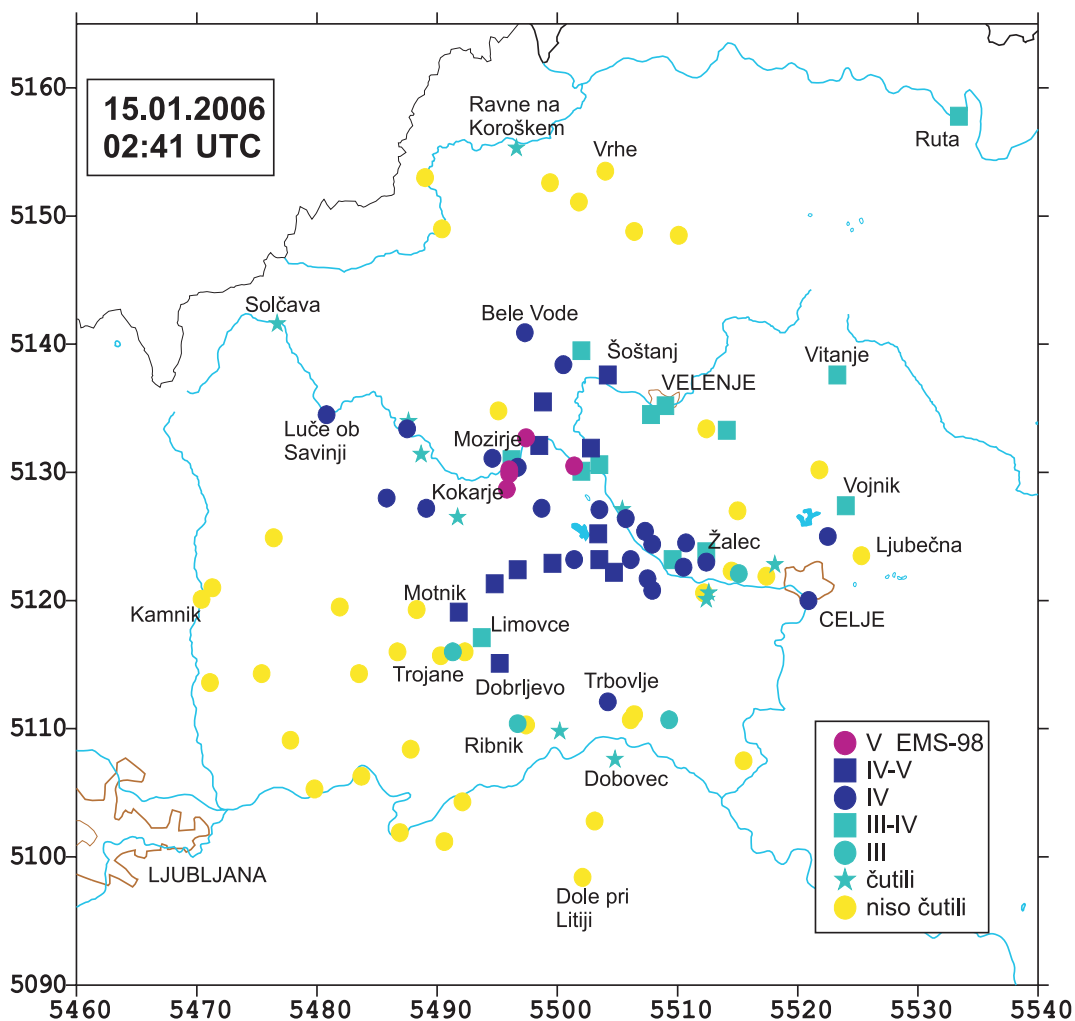 15.01.2006
02:41 UTC
Ravne na
Koroškem
Vrhe
Ruta
Solčava
Bele Vode
Šoštanj
VELENJE
Vitanje
Luče ob
Savinji
Mozirje
Kokarje
Vojnik
Žalec
Ljubečna
Kamnik
Motnik
Limovce
CELJE
Trojane
Dobrljevo
Trbovlje
Ribnik
Dobovec
LJUBLJANA
Dole pri
Litiji
V EMS-98
IV-V
IV
III-IV
III
čutili
niso čutili
5160
5150
5140
5130
5120
5110
5100
5090
5460 5470 5480 5490 5500 5510 5520 5530 5540